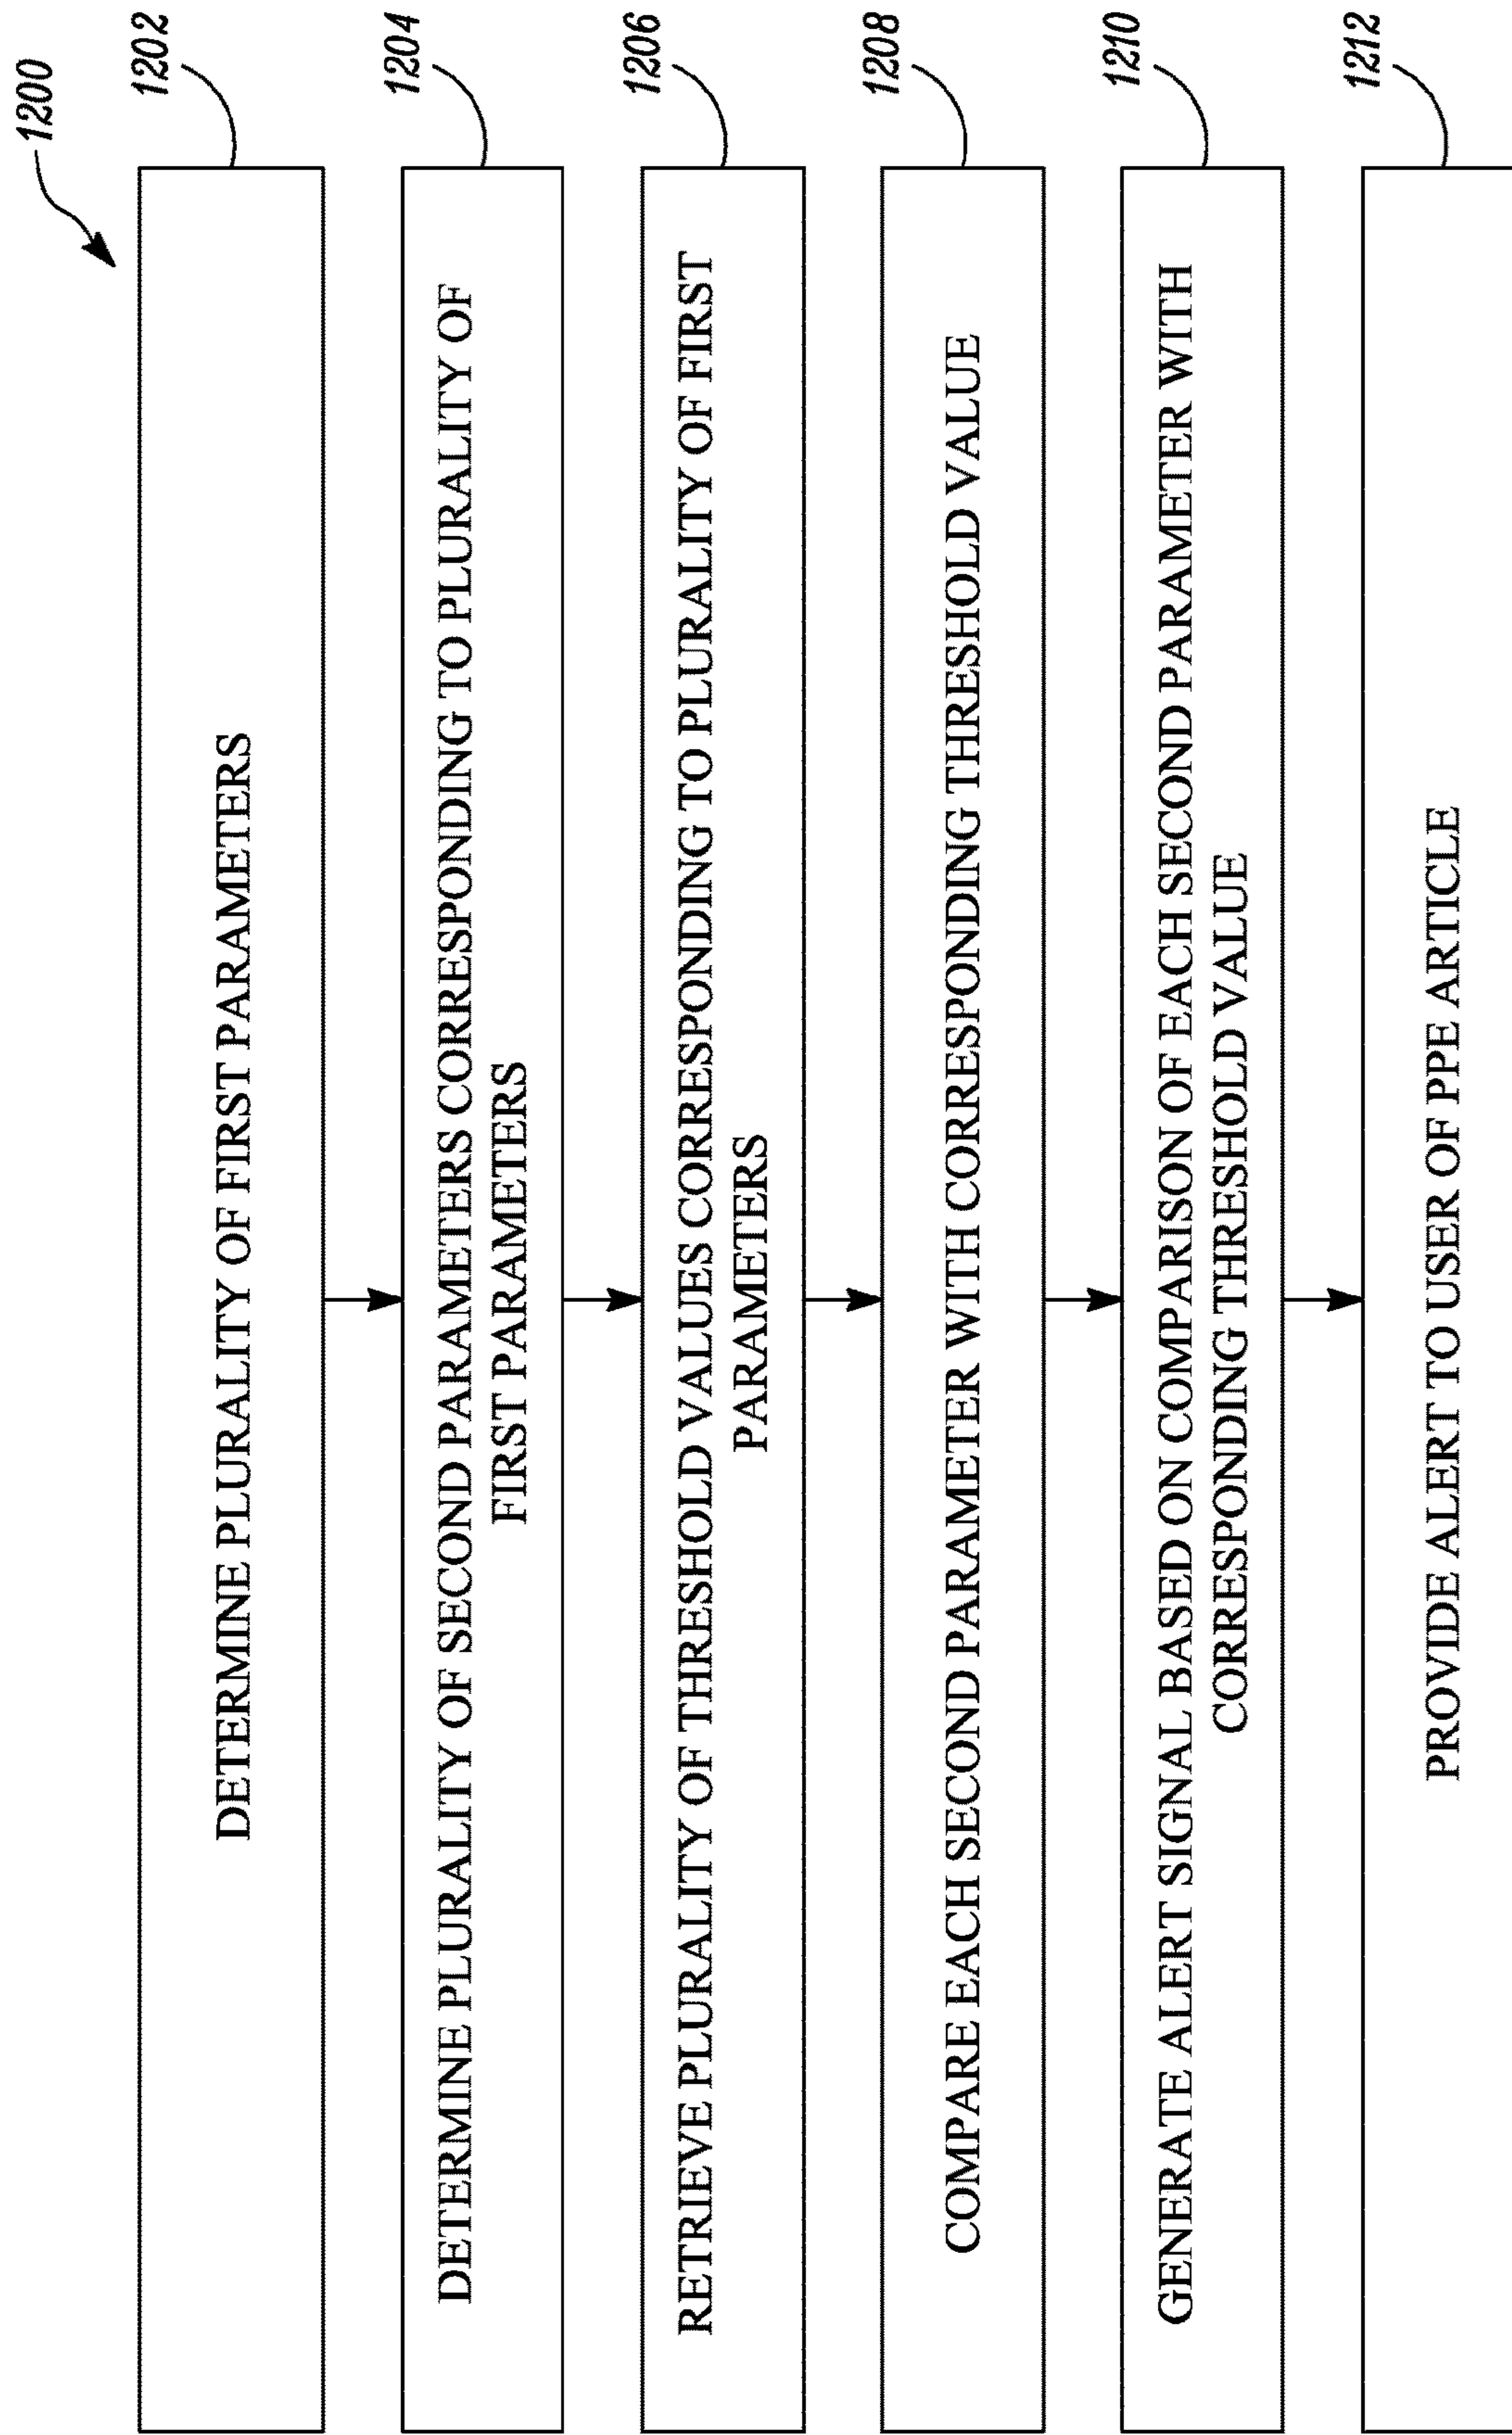 1200
1202
DETERMINE PLURALITY OF FIRST PARAMETERS
1204
DETERMINE PLURALITY OF SECOND PARAMETERS CORRESPONDING TO PLURALITY OF
FIRST PARAMETERS
1206
RETRIEVE PLURALITY OF THRESHOLD VALUES CORRESPONDING TO PLURALITY OF FIRST
PARAMETERS
1208
COMPARE EACH SECOND PARAMETER WITH CORRESPONDING THRESHOLD VALUE
1210
GENERATE ALERT SIGNAL BASED ON COMPARISON OF EACH SECOND PARAMETER WITH
CORRESPONDING THRESHOLD VALUE
1212
PROVIDE ALERT TO USER OF PPE ARTICLE